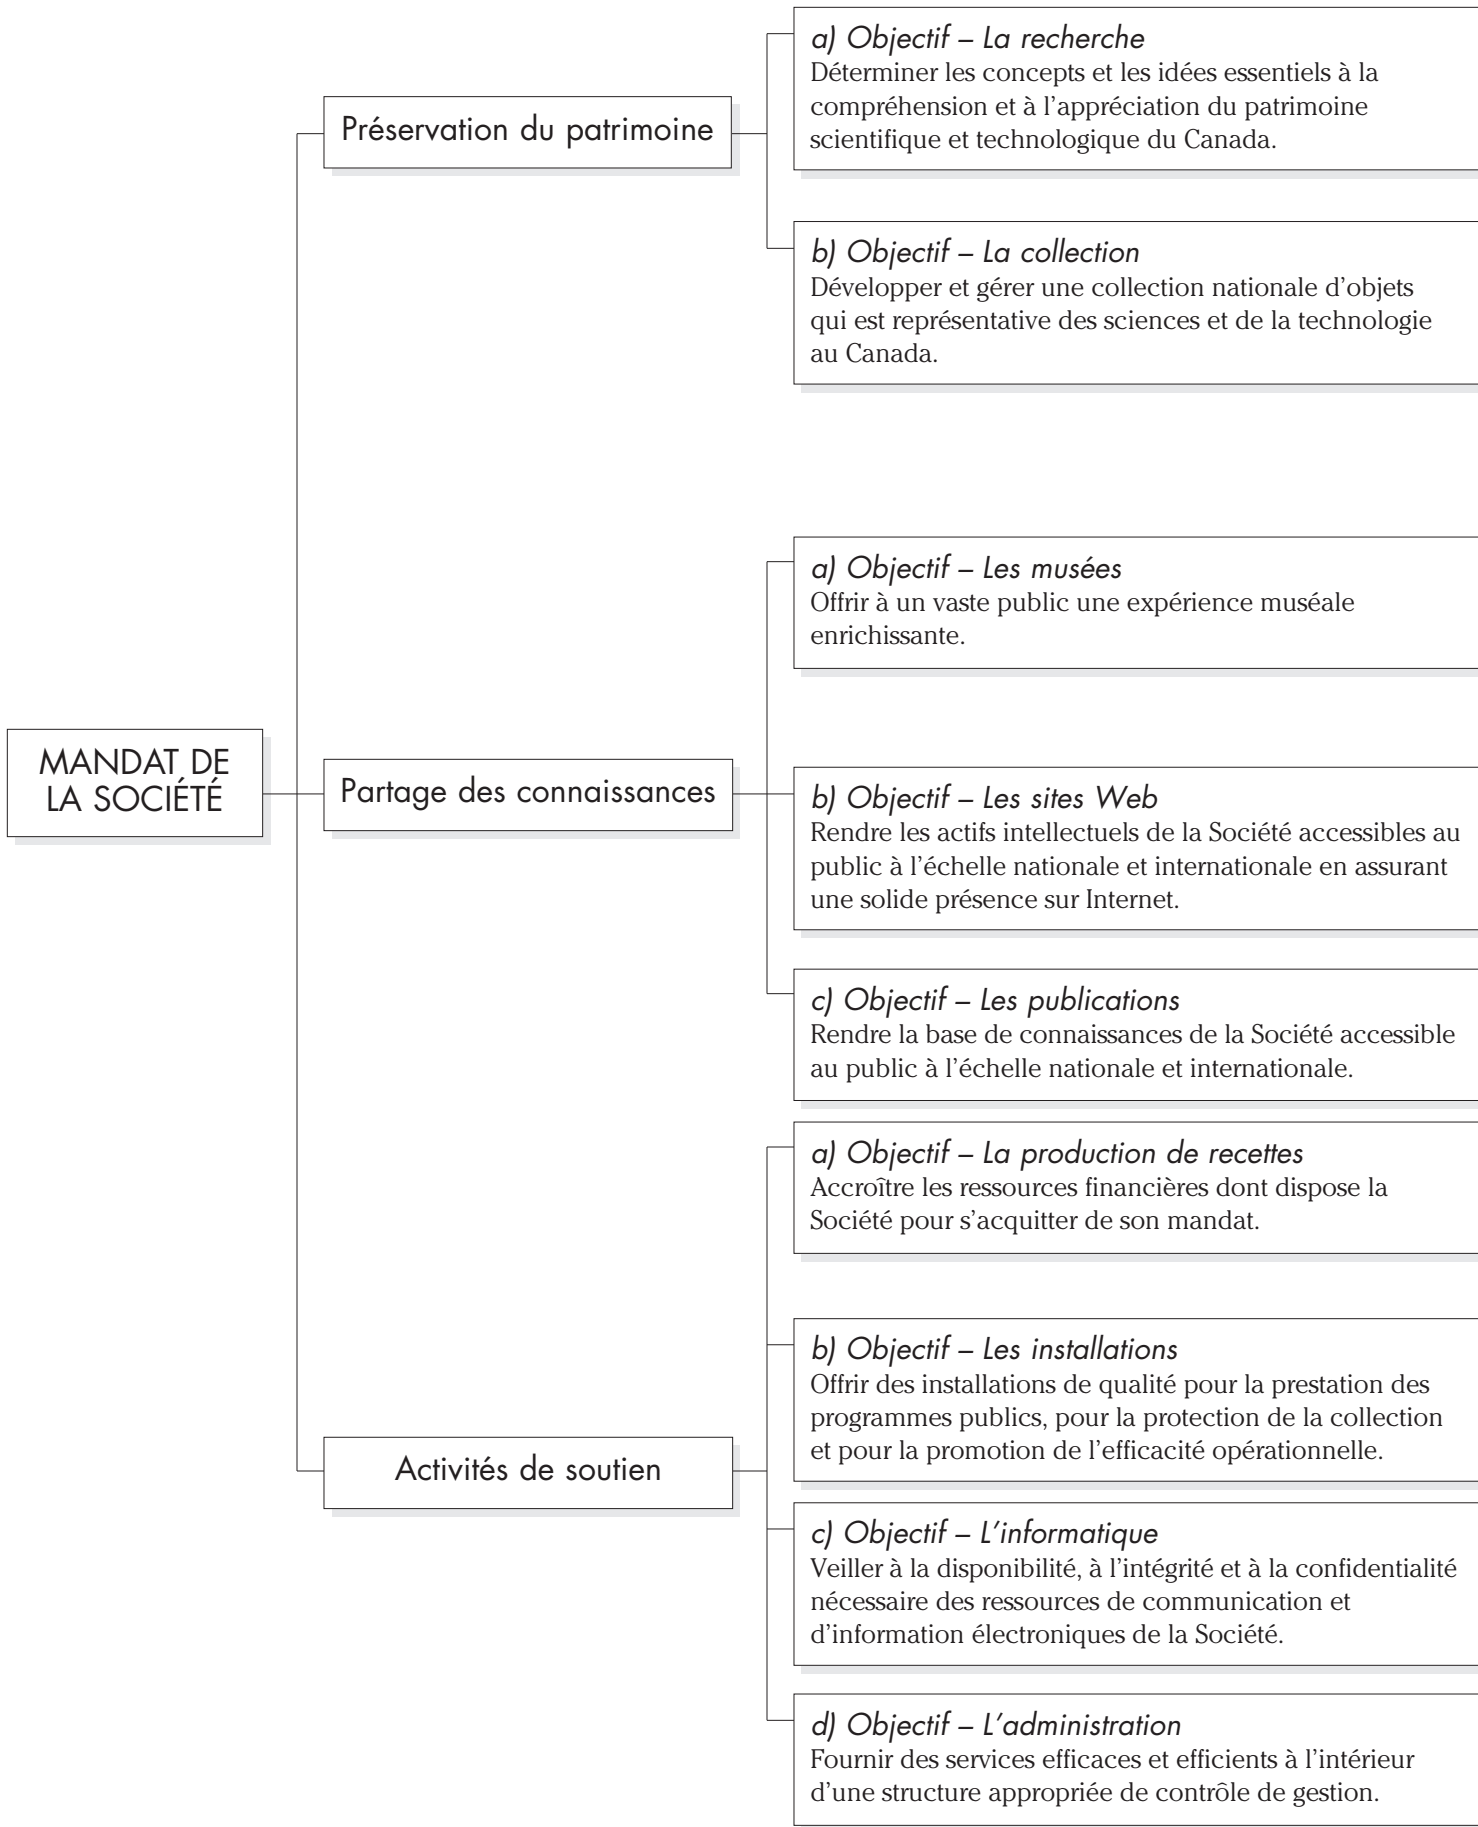 MANDAT DE
LA SOCIÉTÉ
Préservation du patrimoine
a) Objectif – La recherche
Déterminer les concepts et les idées essentiels à la
compréhension et à l’appréciation du patrimoine
scientifique et technologique du Canada.
b) Objectif – La collection
Développer et gérer une collection nationale d’objets
qui est représentative des sciences et de la technologie
au Canada.
Partage des connaissances
a) Objectif – Les musées
Offrir à un vaste public une expérience muséale
enrichissante.
b) Objectif – Les sites Web
Rendre les actifs intellectuels de la Société accessibles au
public à l’échelle nationale et internationale en assurant
une solide présence sur Internet.
c) Objectif – Les publications
Rendre la base de connaissances de la Société accessible
au public à l’échelle nationale et internationale.
Activités de soutien
a) Objectif – La production de recettes
Accroître les ressources financières dont dispose la
Société pour s’acquitter de son mandat.
b) Objectif – Les installations
Offrir des installations de qualité pour la prestation des
programmes publics, pour la protection de la collection
et pour la promotion de l’efficacité opérationnelle.
c) Objectif – L’informatique
Veiller à la disponibilité, à l’intégrité et à la confidentialité
nécessaire des ressources de communication et
d’information électroniques de la Société.
d) Objectif – L’administration
Fournir des services efficaces et efficients à l’intérieur
d’une structure appropriée de contrôle de gestion.